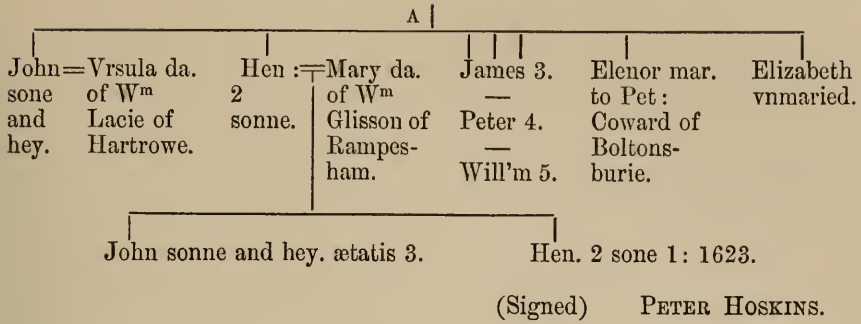 A
John=Vrsula da.
sone of Wᵐ
and Lacie of
hey. Hartrowe.
Hen :=Mary da.
2 of Wᵐ
sonne. Glisson of
Rampes-
ham.
James 3.
—
Peter 4.
—
Will'm 5.
Elenor mar.
to Pet :
Coward of
Boltons-
burie.
Elizabeth
vnmaried.
John sonne and hey. ætatis 3.
Hen. 2 sone 1: 1623.
(Signed) PETER HOSKINS.